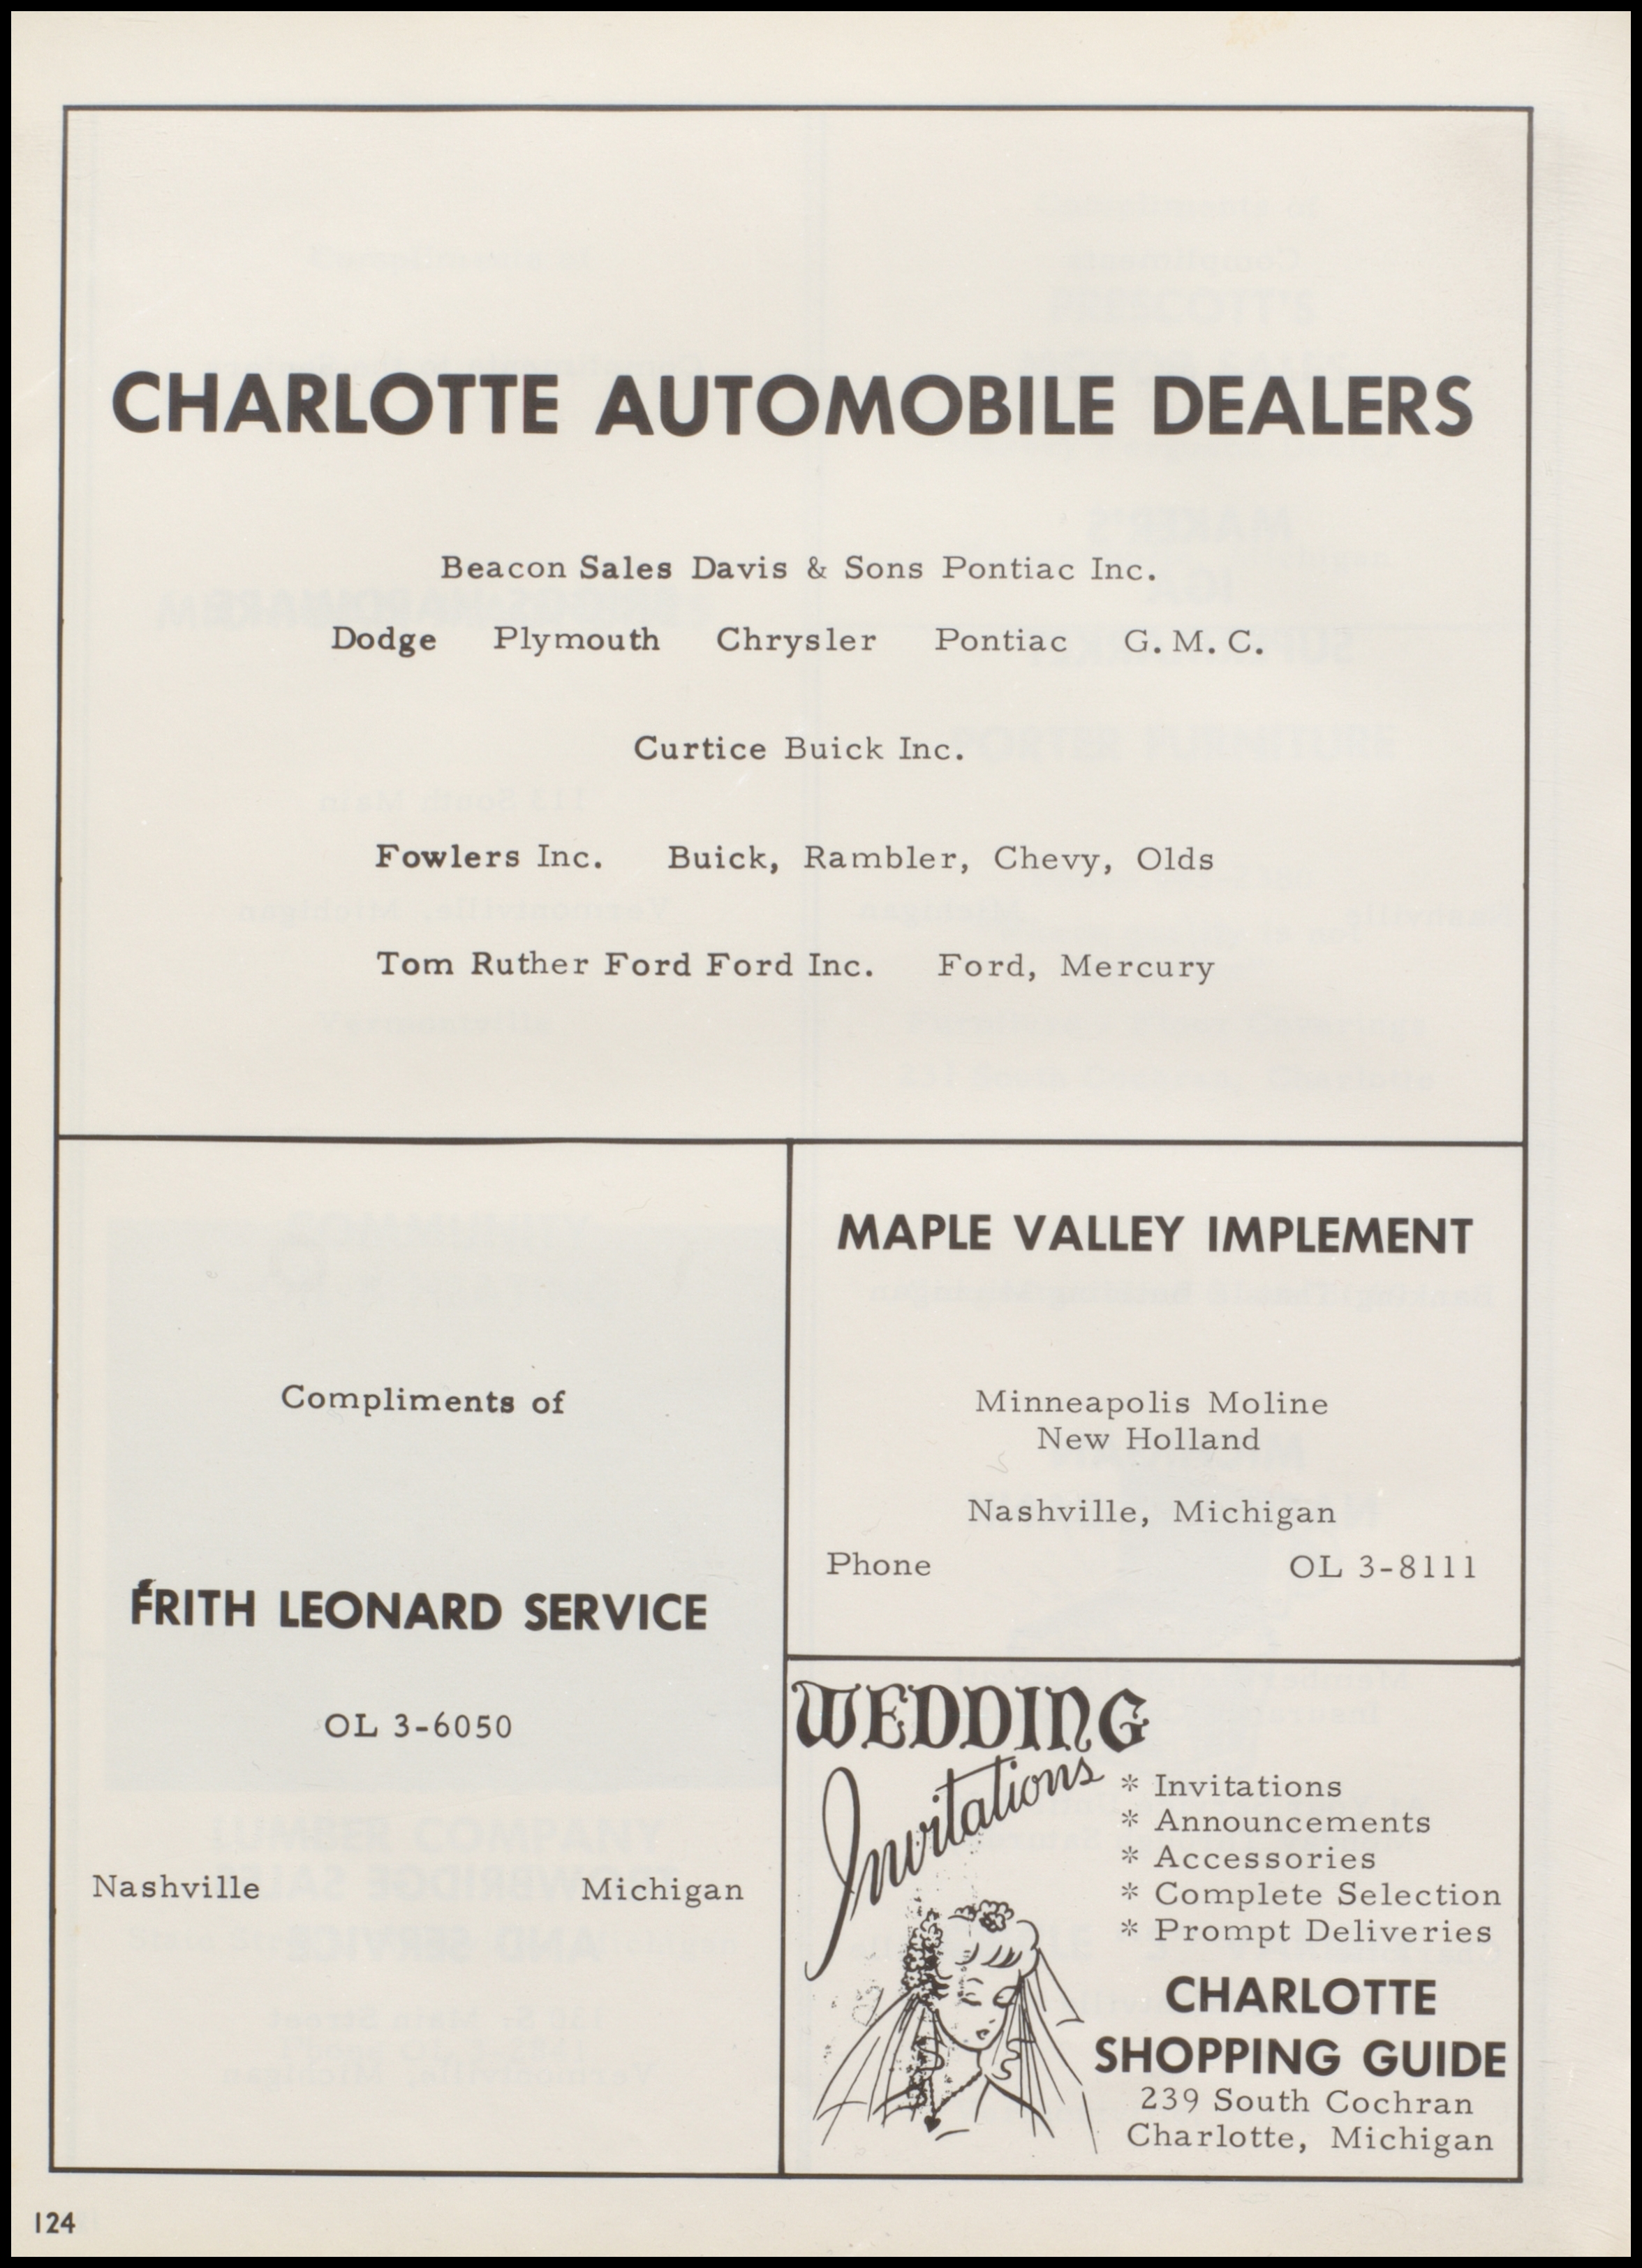 CHARLOTTE AUTOMOBILE DEALERS
Beacon Sales Davis & Sons Pontiac Inc.
Dodge Plymouth Chrysler Pontiac G. M. C.
Curtice Buick Inc.
Fowlers Inc. Buick, Rambler, Chevy, Olds
Tom Ruther Ford Ford Inc. Ford, Mercury
Compliments of
FRITH LEONARD SERVICE
OL 3-6050
Nashville Michigan
MAPLE VALLEY IMPLEMENT
Minneapolis Moline
New Holland
Nashville, Michigan
Phone OL 3-8111
WEDDING
Invitations
* Invitations
* Announcements
* Accessories
* Complete Selection
* Prompt Deliveries
CHARLOTTE
SHOPPING GUIDE
239 South Cochran
Charlotte, Michigan
124